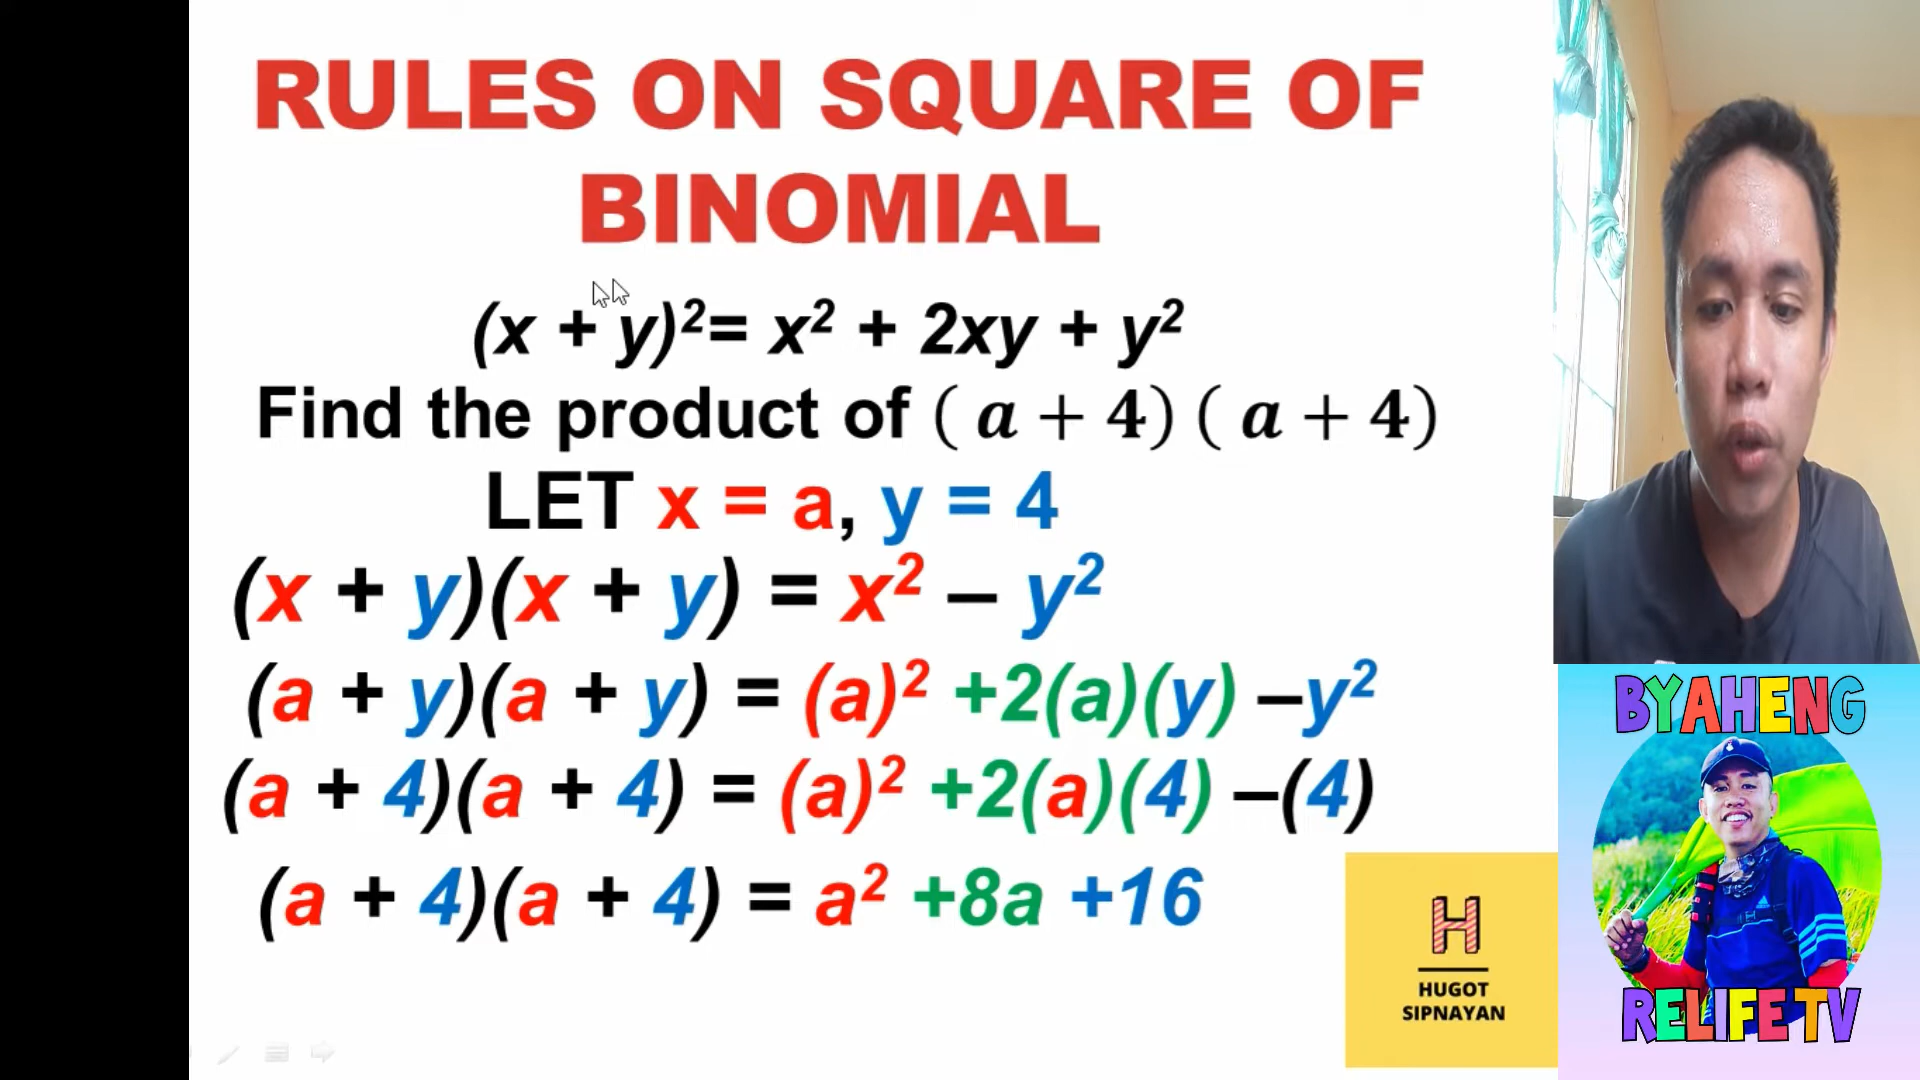 RULES ON SQUARE OF
BINOMIAL
(x + y)²= x² + 2xy + y²
Find the product of ( a + 4) ( a + 4)
LET x = a, y = 4
(x + y)(x + y) = x² – y²
(a + y)(a + y) = (a)² +2(a)(y) –y²
(a + 4)(a + 4) = (a)² +2(a)(4) –(4)
(a + 4)(a + 4) = a² +8a +16
H
HUGOT
SIPNAYAN
BYAHENG
RELIFE TV